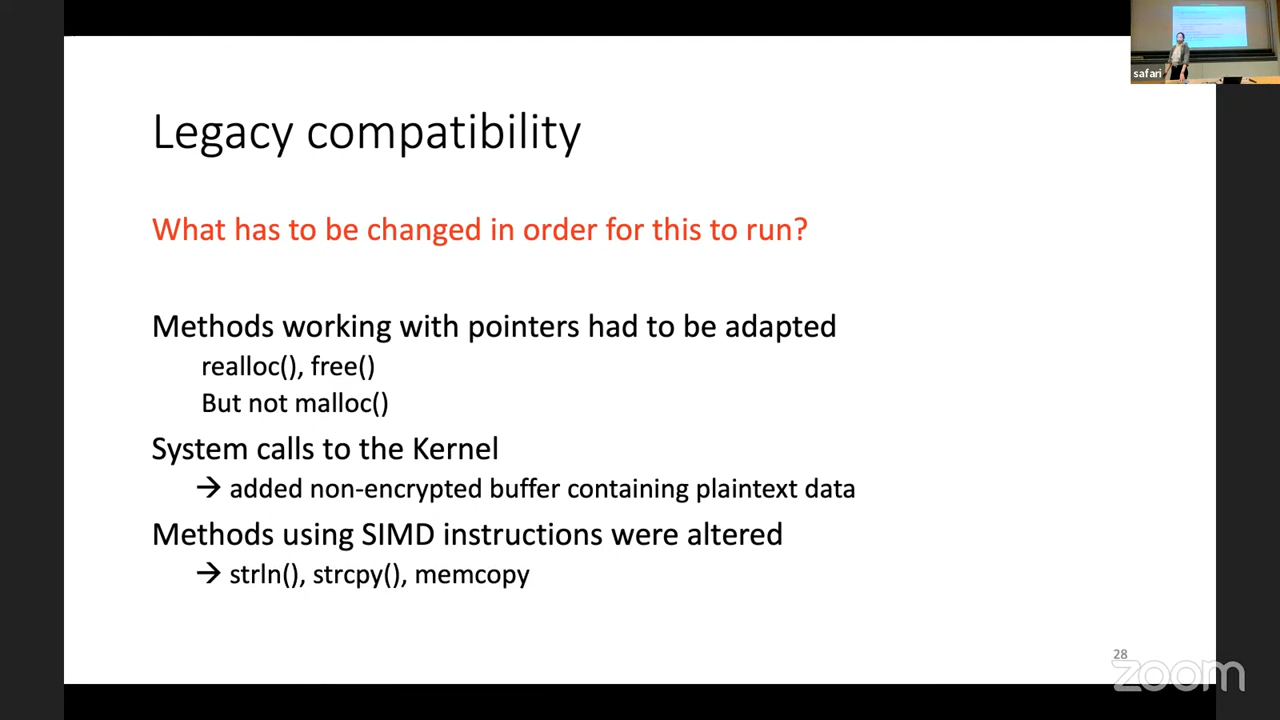 safari
Legacy compatibility
What has to be changed in order for this to run?
Methods working with pointers had to be adapted
realloc(), free()
But not malloc()
System calls to the Kernel
→ added non-encrypted buffer containing plaintext data
Methods using SIMD instructions were altered
→ strln(), strcpy(), memcopy
28
zoom